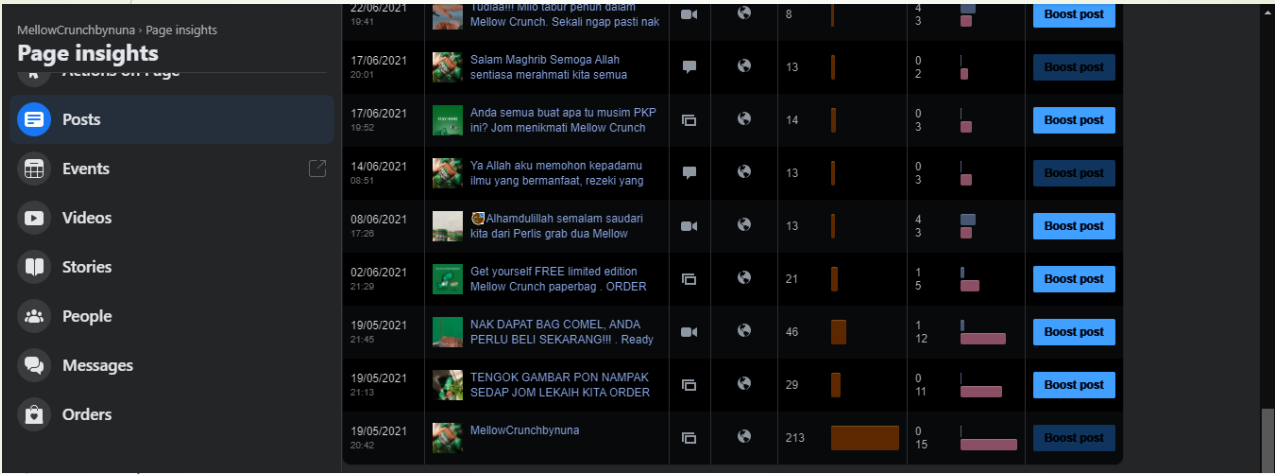 MellowCrunchbynuna › Page insights
Page insights
Actions on Page
Posts
Events
Videos
Stories
People
Messages
Orders
22/06/2021 Tudiaa!!! Milo tabur penuh dalam 8 4 Boost post
19:41 Mellow Crunch. Sekali ngap pasti nak 3
17/06/2021 Salam Maghrib Semoga Allah 13 0 Boost post
20:01 sentiasa merahmati kita semua 2
17/06/2021 Anda semua buat apa tu musim PKP 14 0 Boost post
19:52 ini? Jom menikmati Mellow Crunch 3
14/06/2021 Ya Allah aku memohon kepadamu 13 0 Boost post
08:51 ilmu yang bermanfaat, rezeki yang 3
08/06/2021 Alhamdulillah semalam saudari 13 4 Boost post
17:26 kita dari Perlis grab dua Mellow 3
02/06/2021 Get yourself FREE limited edition 21 1 Boost post
21:29 Mellow Crunch paperbag . ORDER 5
19/05/2021 NAK DAPAT BAG COMEL, ANDA 46 1 Boost post
21:45 PERLU BELI SEKARANG!!! . Ready 12
19/05/2021 TENGOK GAMBAR PON NAMPAK 29 0 Boost post
21:13 SEDAP JOM LEKAIH KITA ORDER 11
19/05/2021 MellowCrunchbynuna 213 0 Boost post
20:42 15